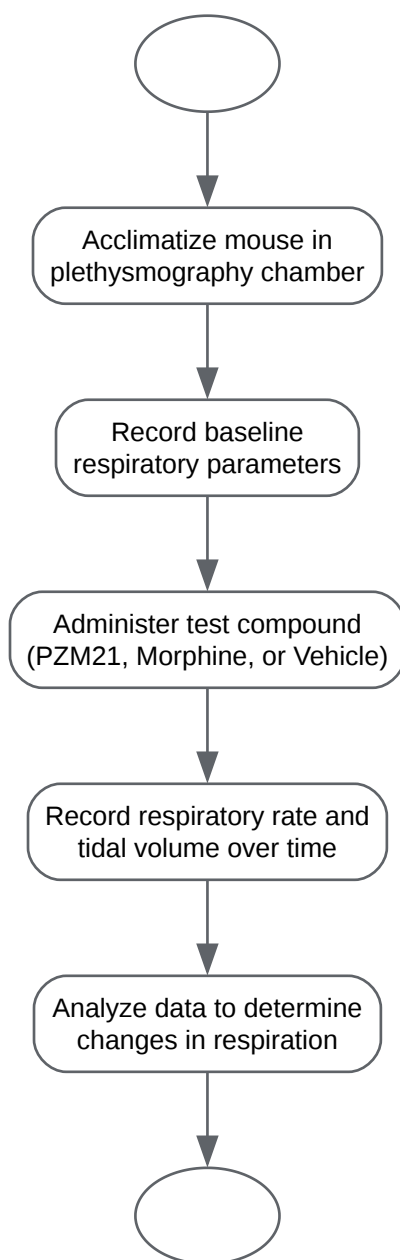 Acclimatize mouse in
plethysmography chamber
Record baseline
respiratory parameters
Administer test compound
(PZM21, Morphine, or Vehicle)
Record respiratory rate and
tidal volume over time
Analyze data to determine
changes in respiration